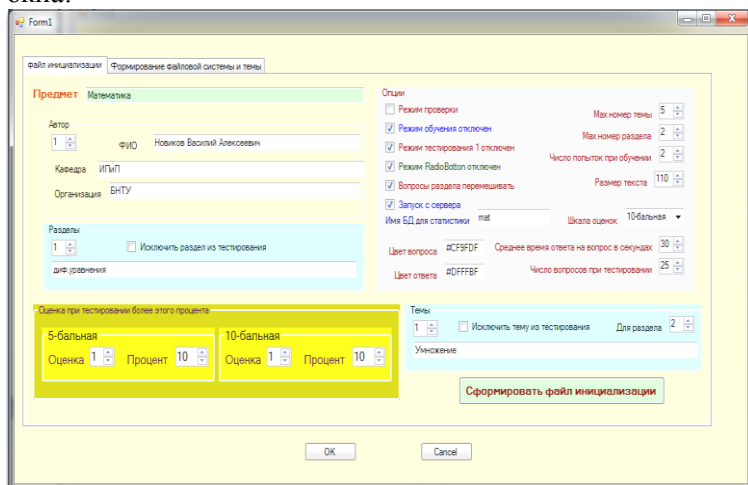 окна.
Form1
файл инициализации Формирование файловой системы и темы
Предмет Математика
Автор
1 ФИО Новиков Василий Алексеевич
Кафедра ИПиП
Организация БНТУ
Разделы
1 Исключить раздел из тестирования
диф.уравнения
Опции
Режим проверки
Режим обучения отключен
Режим тестирования 1 отключен
Режим RadioBotton отключен
Вопросы раздела перемешивать
Запуск с сервера
Max номер темы 5
Max номер раздела 2
Число попыток при обучении 2
Размер текста 110
Имя БД для статистики mat Шкала оценок 10-бальная
Цвет вопроса #CF9FDF Среднее время ответа на вопрос в секундах 30
Цвет ответа #DFFFBF Число вопросов при тестировании 25
Оценка при тестировании более этого процента
5-бальная
Оценка 1 Процент 10
10-бальная
Оценка 1 Процент 10
Темы
1 Исключить тему из тестирования Для раздела 2
Умножение
Сформировать файл инициализации
OK Cancel